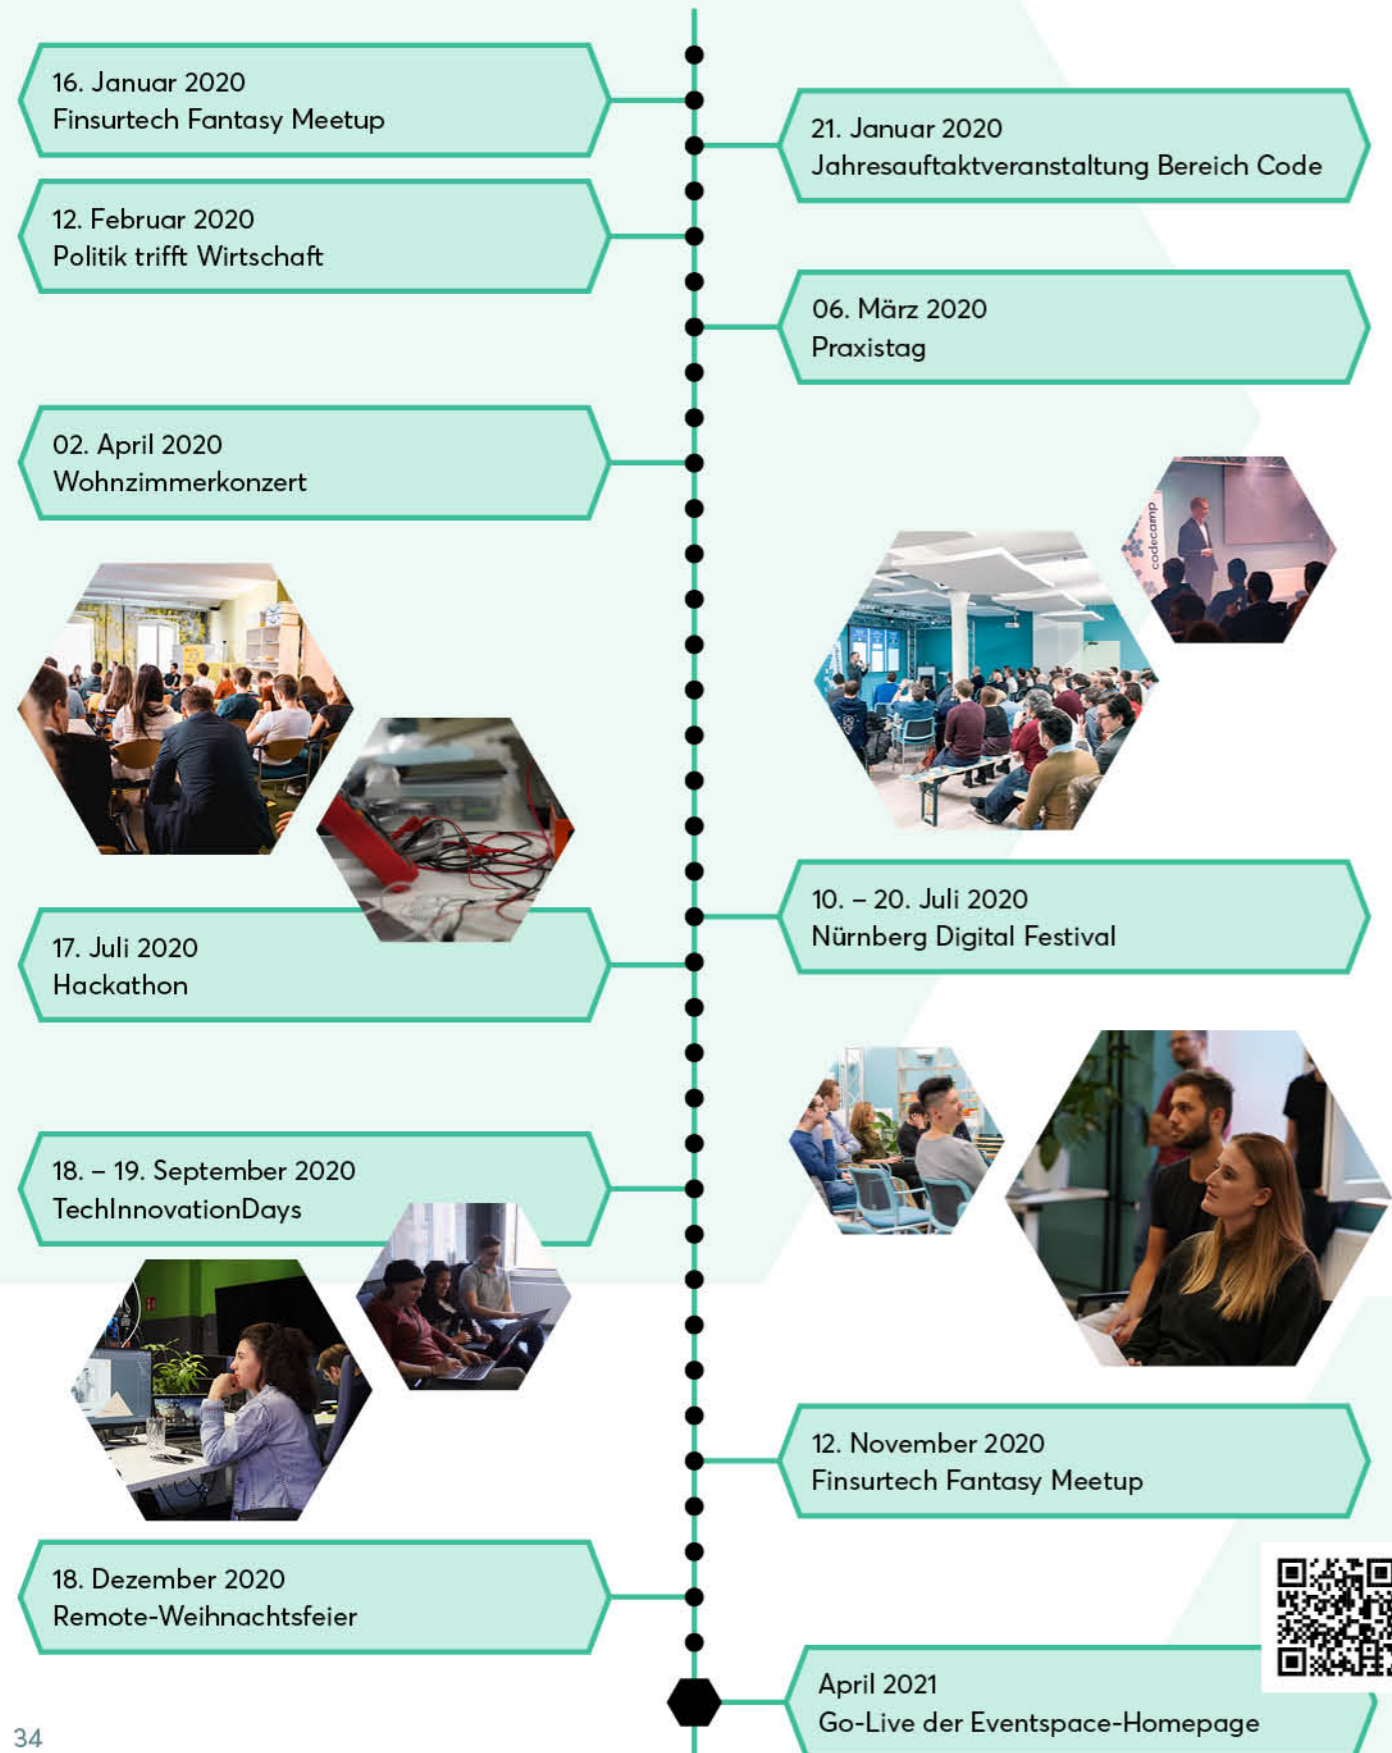 16. Januar 2020
Finsurtech Fantasy Meetup
21. Januar 2020
Jahresauftaktveranstaltung Bereich Code
12. Februar 2020
Politik trifft Wirtschaft
06. März 2020
Praxistag
02. April 2020
Wohnzimmerkonzert
codecamp
10. – 20. Juli 2020
Nürnberg Digital Festival
17. Juli 2020
Hackathon
18. – 19. September 2020
TechInnovationDays
12. November 2020
Finsurtech Fantasy Meetup
18. Dezember 2020
Remote-Weihnachtsfeier
April 2021
Go-Live der Eventspace-Homepage
34